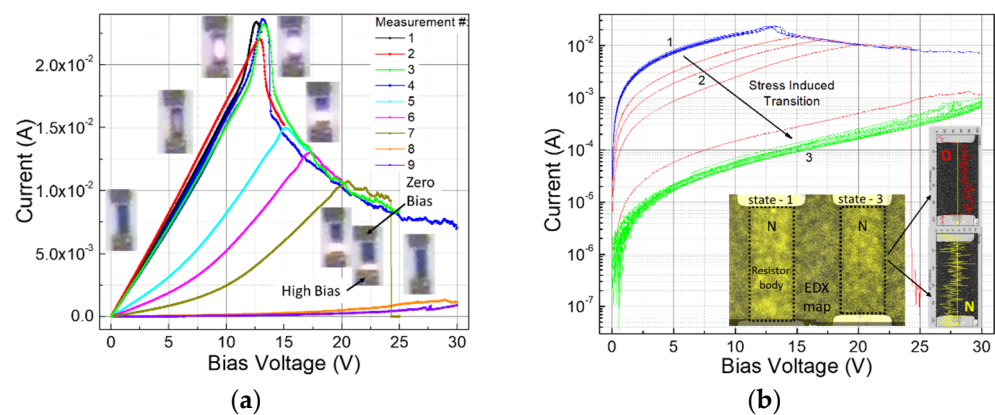 Measurement #:
1
2
3
4
5
6
7
8
9
Zero
Bias
High Bias
2.0x10⁻²
1.5x10⁻²
1.0x10⁻²
5.0x10⁻³
0.0
Current (A)
0 5 10 15 20 25 30
Bias Voltage (V)
(a)
10⁻²
10⁻³
10⁻⁴
10⁻⁵
10⁻⁶
10⁻⁷
Current (A)
1
2
Stress Induced
Transition
3
state - 1 state - 3
N N
Resistor
body
EDX
map
O
N
0 5 10 15 20 25 30
Bias Voltage (V)
(b)